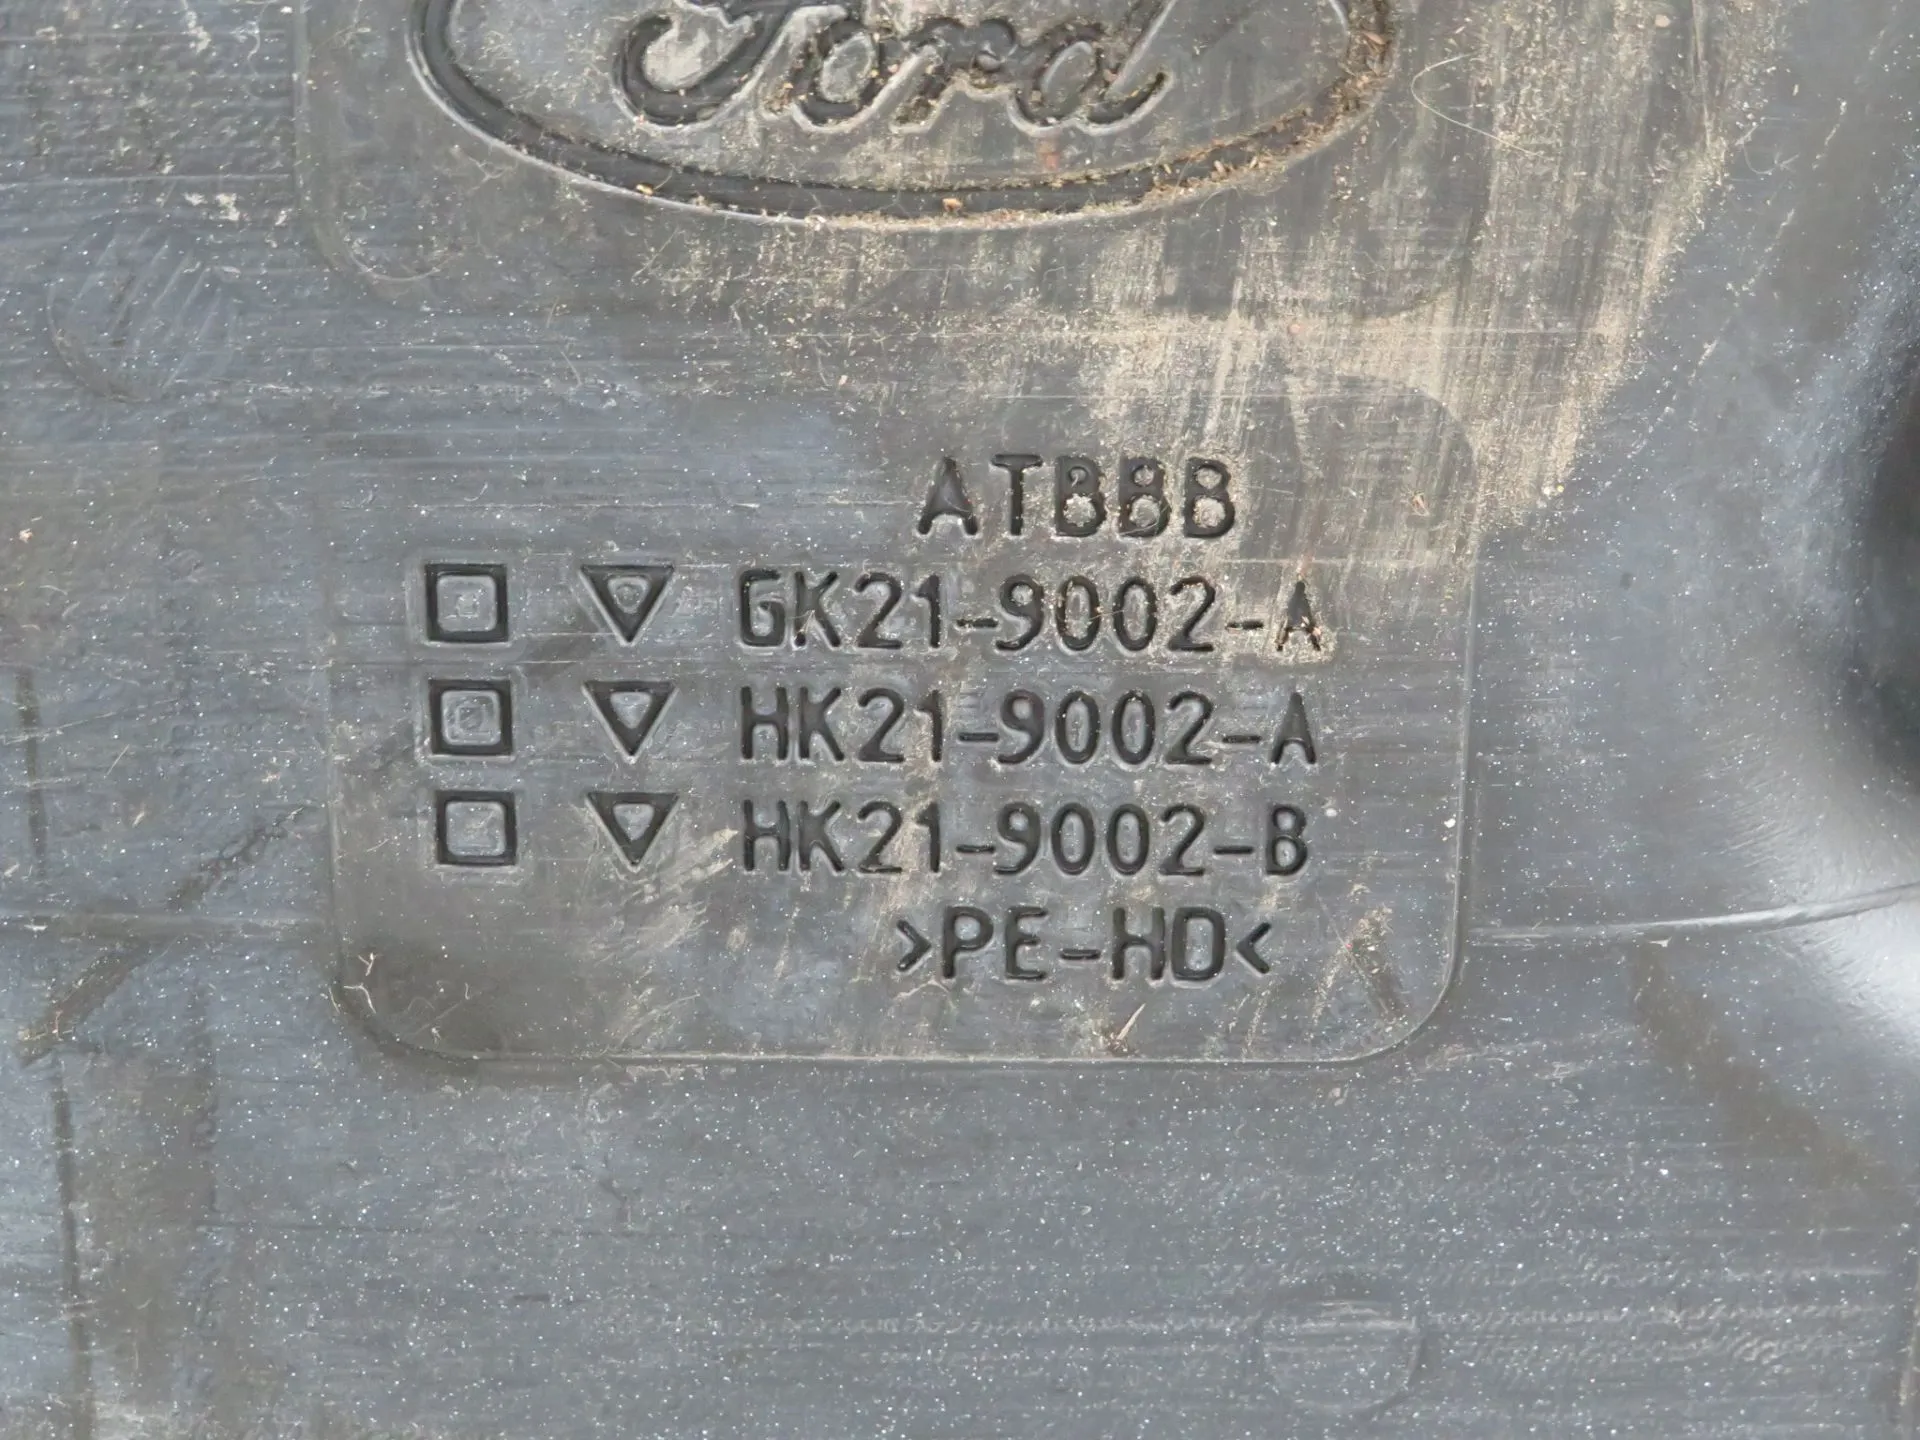 Ford
ATBBB
GK21-9002-A
HK21-9002-A
HK21-9002-B
>PE-HD<